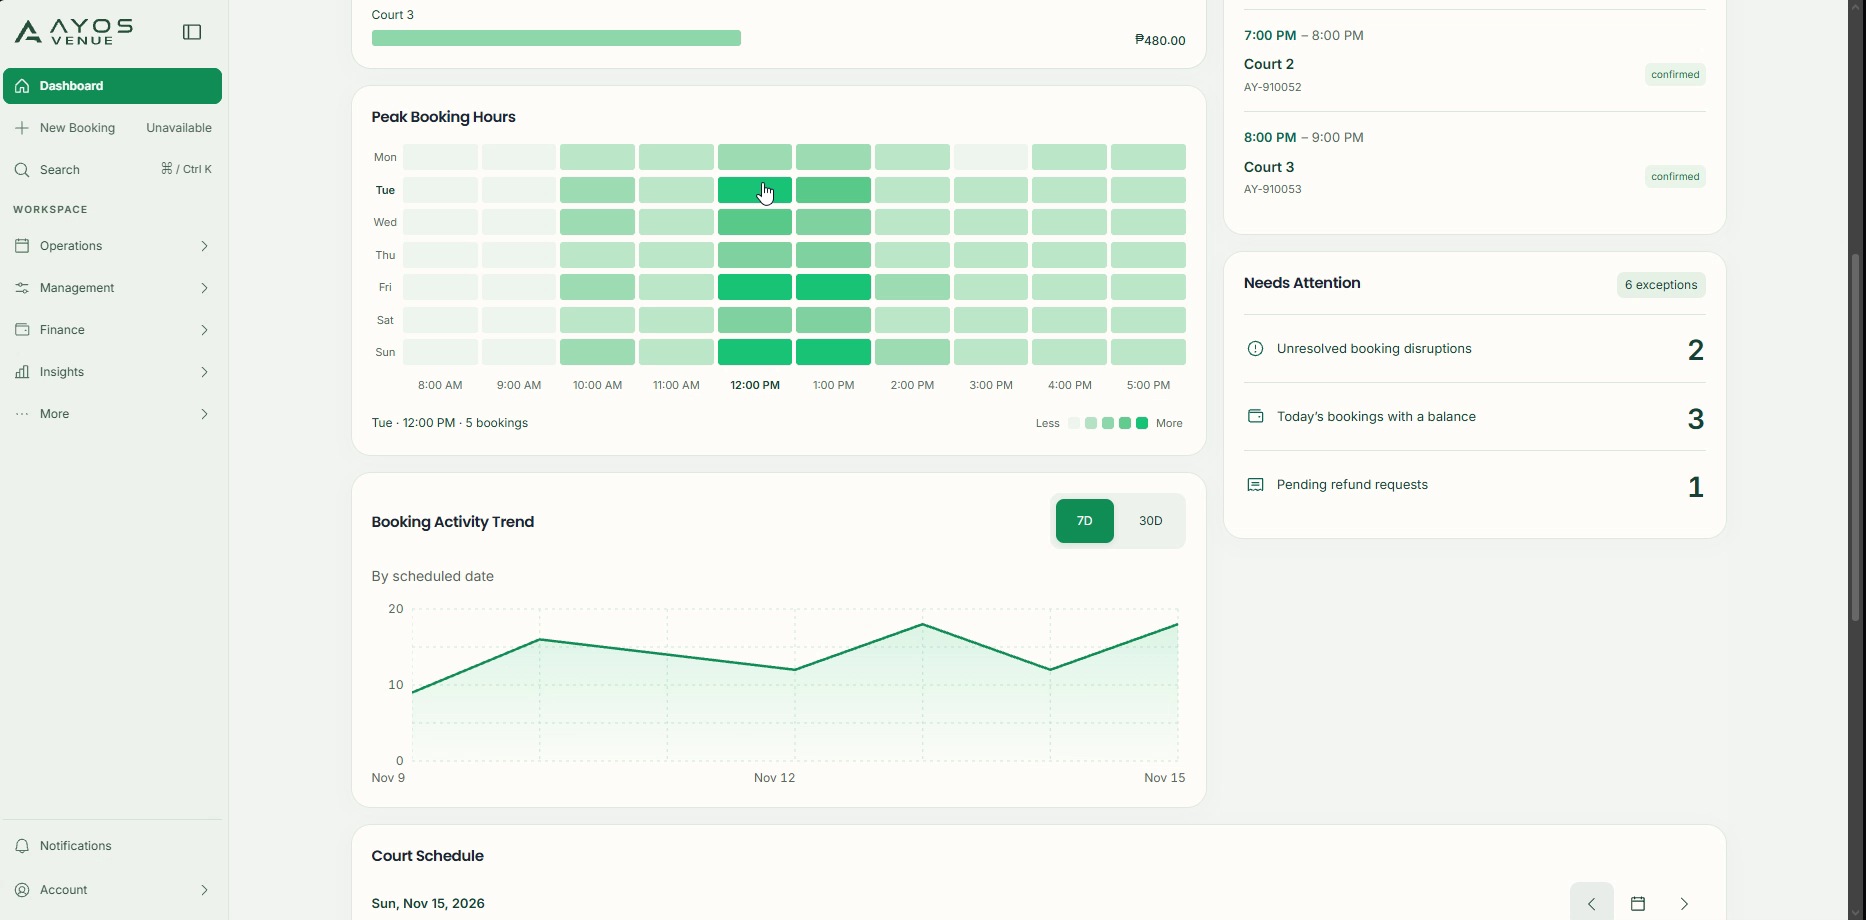 AYOS
VENUE
Dashboard
New Booking Unavailable
Search ⌘ / Ctrl K
WORKSPACE
Operations
Management
Finance
Insights
More
Notifications
Account
Court 3
₱480.00
Peak Booking Hours
Mon
Tue
Wed
Thu
Fri
Sat
Sun
8:00 AM 9:00 AM 10:00 AM 11:00 AM 12:00 PM 1:00 PM 2:00 PM 3:00 PM 4:00 PM 5:00 PM
Tue · 12:00 PM · 5 bookings
Less More
Booking Activity Trend
7D 30D
By scheduled date
20
10
0
Nov 9 Nov 12 Nov 15
7:00 PM – 8:00 PM
Court 2
confirmed
AY-910052
8:00 PM – 9:00 PM
Court 3
confirmed
AY-910053
Needs Attention 6 exceptions
Unresolved booking disruptions 2
Today's bookings with a balance 3
Pending refund requests 1
Court Schedule
Sun, Nov 15, 2026